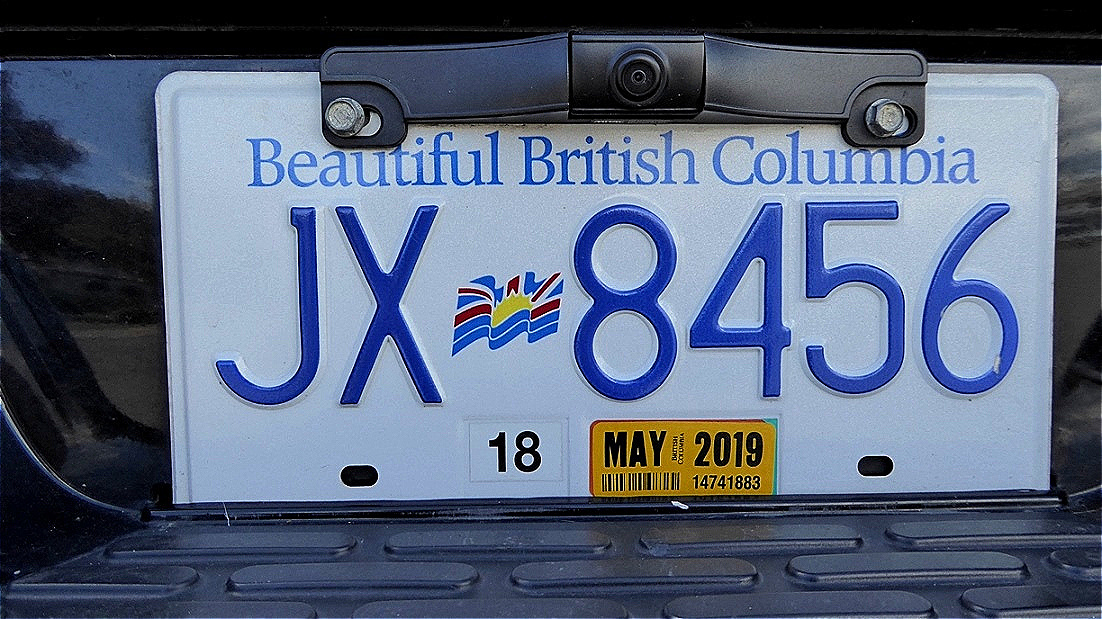 Beautiful British Columbia
JX 8456
18
MAY BRITISH COLUMBIA 2019
14741883